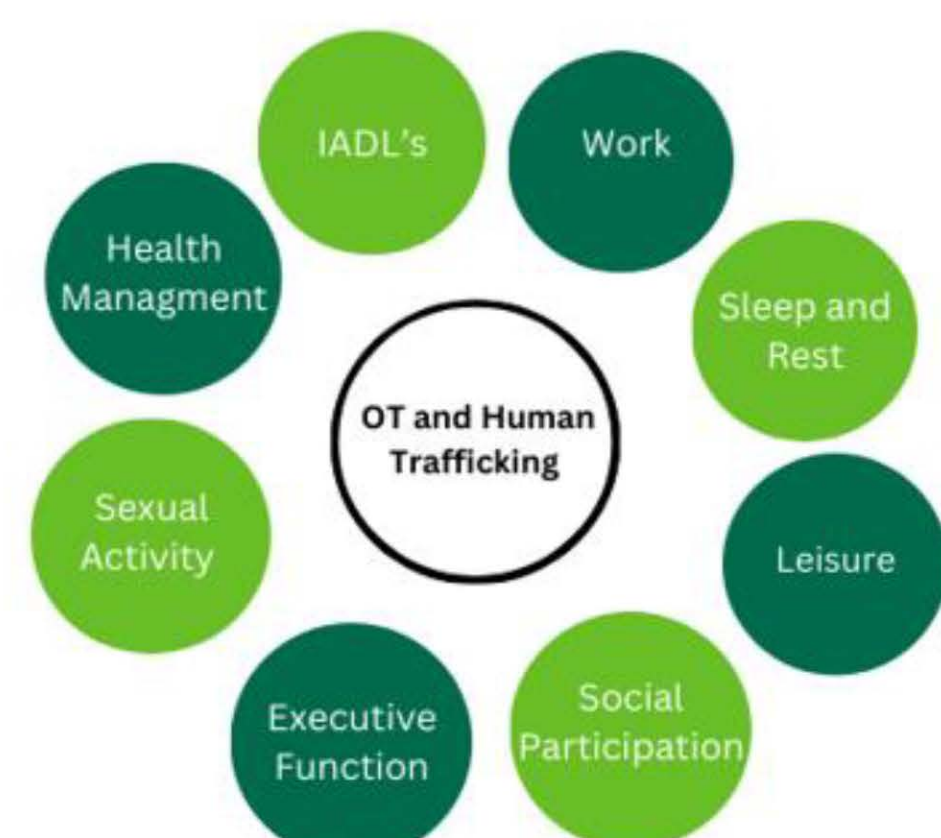 IADL's
Work
Health
Managment
Sleep and
Rest
OT and Human
Trafficking
Sexual
Activity
Leisure
Executive
Function
Social
Participation